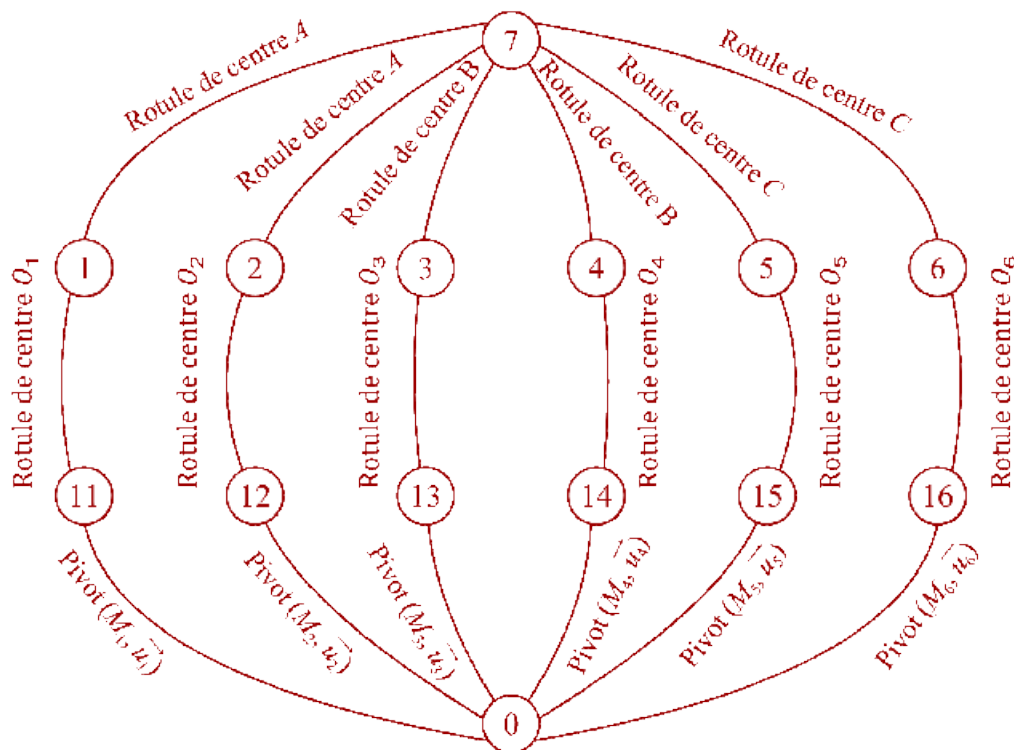 7
Rotule de centre A
Rotule de centre A
Rotule de centre B
Rotule de centre B
Rotule de centre C
Rotule de centre C
1
2
3
4
5
6
Rotule de centre O₁
Rotule de centre O₂
Rotule de centre O₃
Rotule de centre O₄
Rotule de centre O₅
Rotule de centre O₆
11
12
13
14
15
16
Pivot (M₁, u₁⃗)
Pivot (M₂, u₂⃗)
Pivot (M₃, u₃⃗)
Pivot (M₄, u₄⃗)
Pivot (M₅, u₅⃗)
Pivot (M₆, u₆⃗)
0